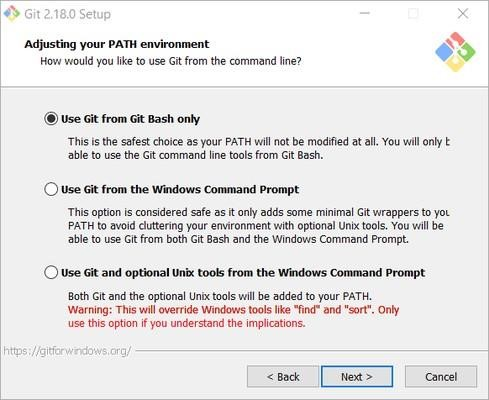 Git 2.18.0 Setup
Adjusting your PATH environment
How would you like to use Git from the command line?
Use Git from Git Bash only
This is the safest choice as your PATH will not be modified at all. You will only b
able to use the Git command line tools from Git Bash.
Use Git from the Windows Command Prompt
This option is considered safe as it only adds some minimal Git wrappers to you
PATH to avoid cluttering your environment with optional Unix tools. You will be
able to use Git from both Git Bash and the Windows Command Prompt.
Use Git and optional Unix tools from the Windows Command Prompt
Both Git and the optional Unix tools will be added to your PATH.
Warning: This will override Windows tools like "find" and "sort". Only
use this option if you understand the implications.
https://gitforwindows.org/
< Back Next > Cancel